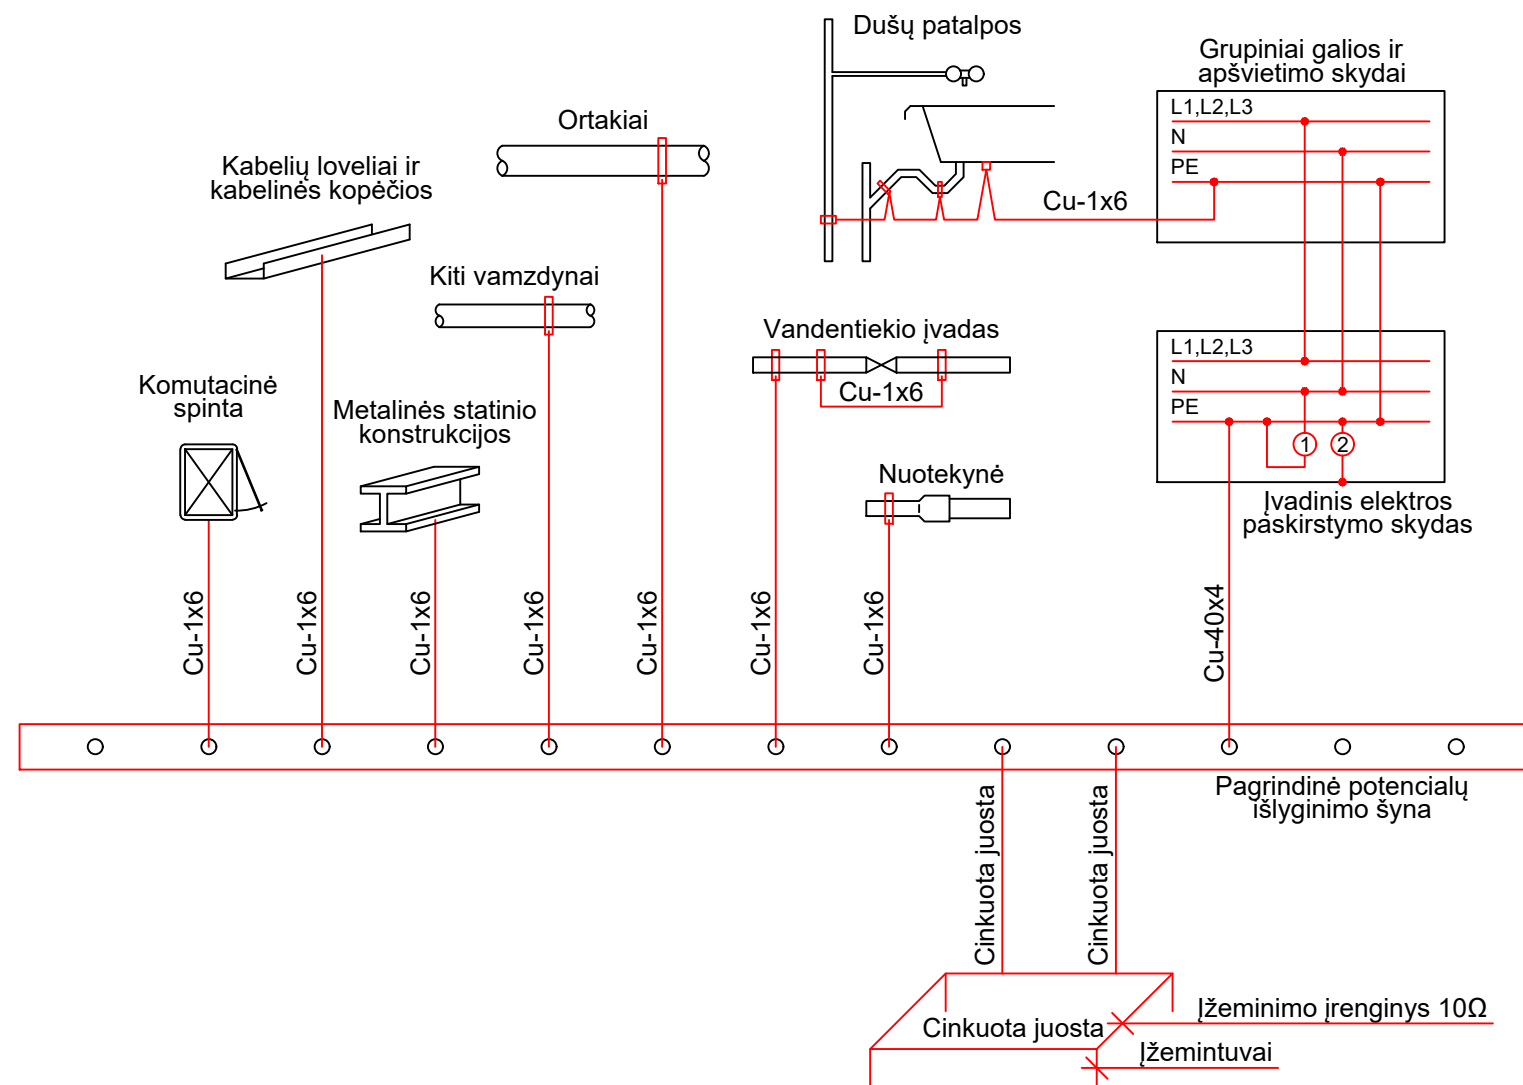 Dušų patalpos
Grupiniai galios ir
apšvietimo skydai
L1,L2,L3
N
PE
Ortakiai
Kabelių loveliai ir
kabelinės kopėčios
Cu-1x6
Kiti vamzdynai
Vandentiekio įvadas
Cu-1x6
L1,L2,L3
N
PE
1
2
Komutacinė
spinta
Metalinės statinio
konstrukcijos
Nuotekynė
Įvadinis elektros
paskirstymo skydas
Cu-1x6
Cu-1x6
Cu-1x6
Cu-1x6
Cu-1x6
Cu-1x6
Cu-1x6
Cu-40x4
Pagrindinė potencialų
išlyginimo šyna
Cinkuota juosta
Cinkuota juosta
Įžeminimo įrenginys 10Ω
Cinkuota juosta
Įžemintuvai